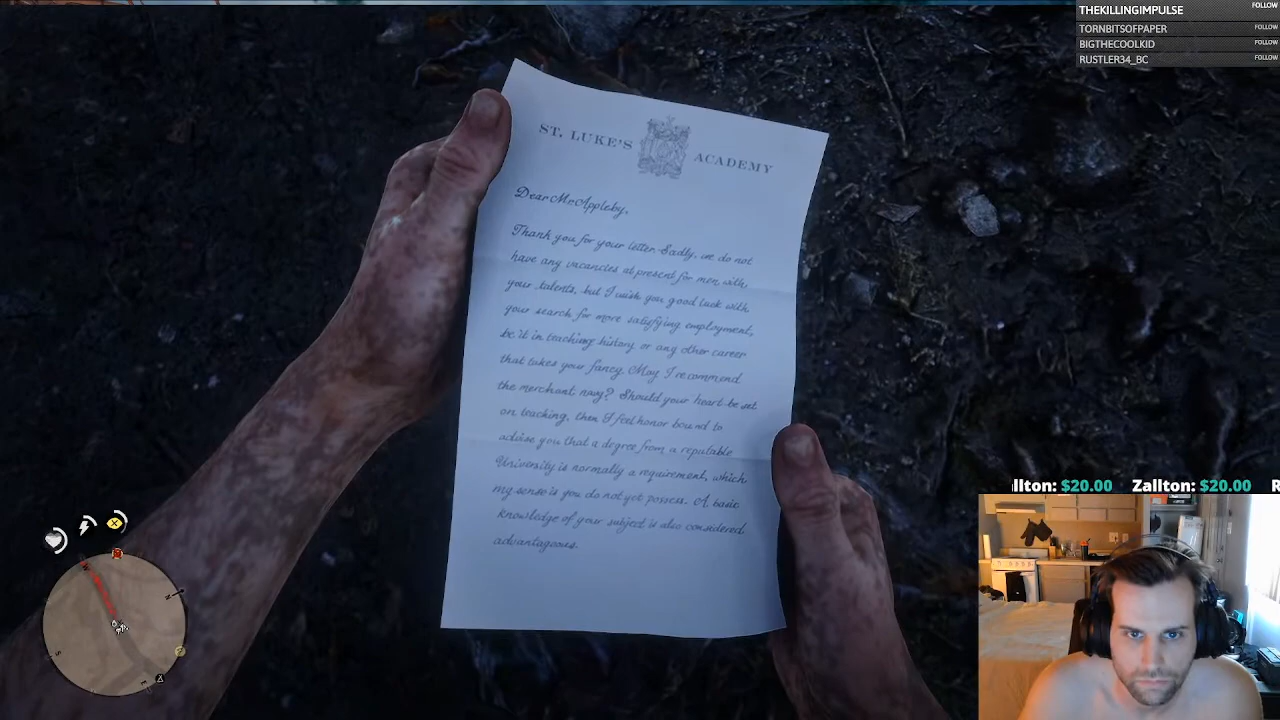 THEKILLINGIMPULSE FOLLOW
TORNBITSOFPAPER FOLLOW
BIGTHECOOLKID FOLLOW
RUSTLER34_BC FOLLOW
ST. LUKE'S ACADEMY
Dear Mr Appleby,
Thank you for your letter. Sadly, we do not
have any vacancies at present for men with
your talents, but I wish you good luck with
your search for more satisfying employment,
be it in teaching history or any other career
that takes your fancy. May I recommend
the merchant navy? Should your heart be set
on teaching, then I feel honor bound to
advise you that a degree from a reputable
University is normally a requirement, which
my sense is you do not yet possess. A basic
knowledge of your subject is also considered
advantageous.
llton: $20.00 Zallton: $20.00 R